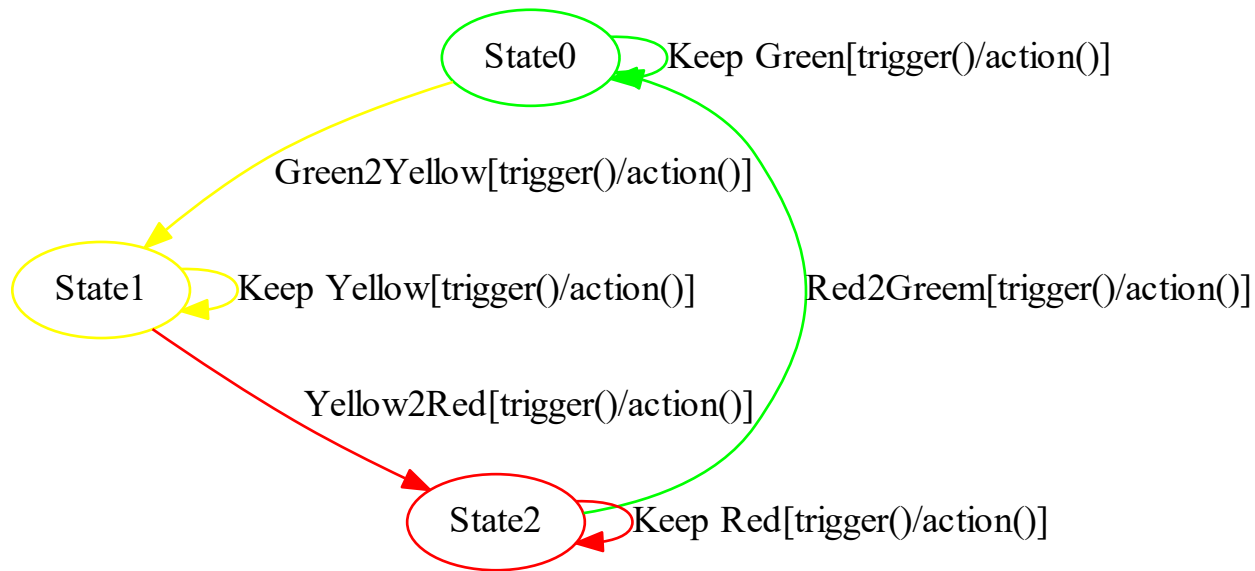 State0
Keep Green[trigger()/action()]
Green2Yellow[trigger()/action()]
State1
Keep Yellow[trigger()/action()]
Red2Greem[trigger()/action()]
Yellow2Red[trigger()/action()]
State2
Keep Red[trigger()/action()]